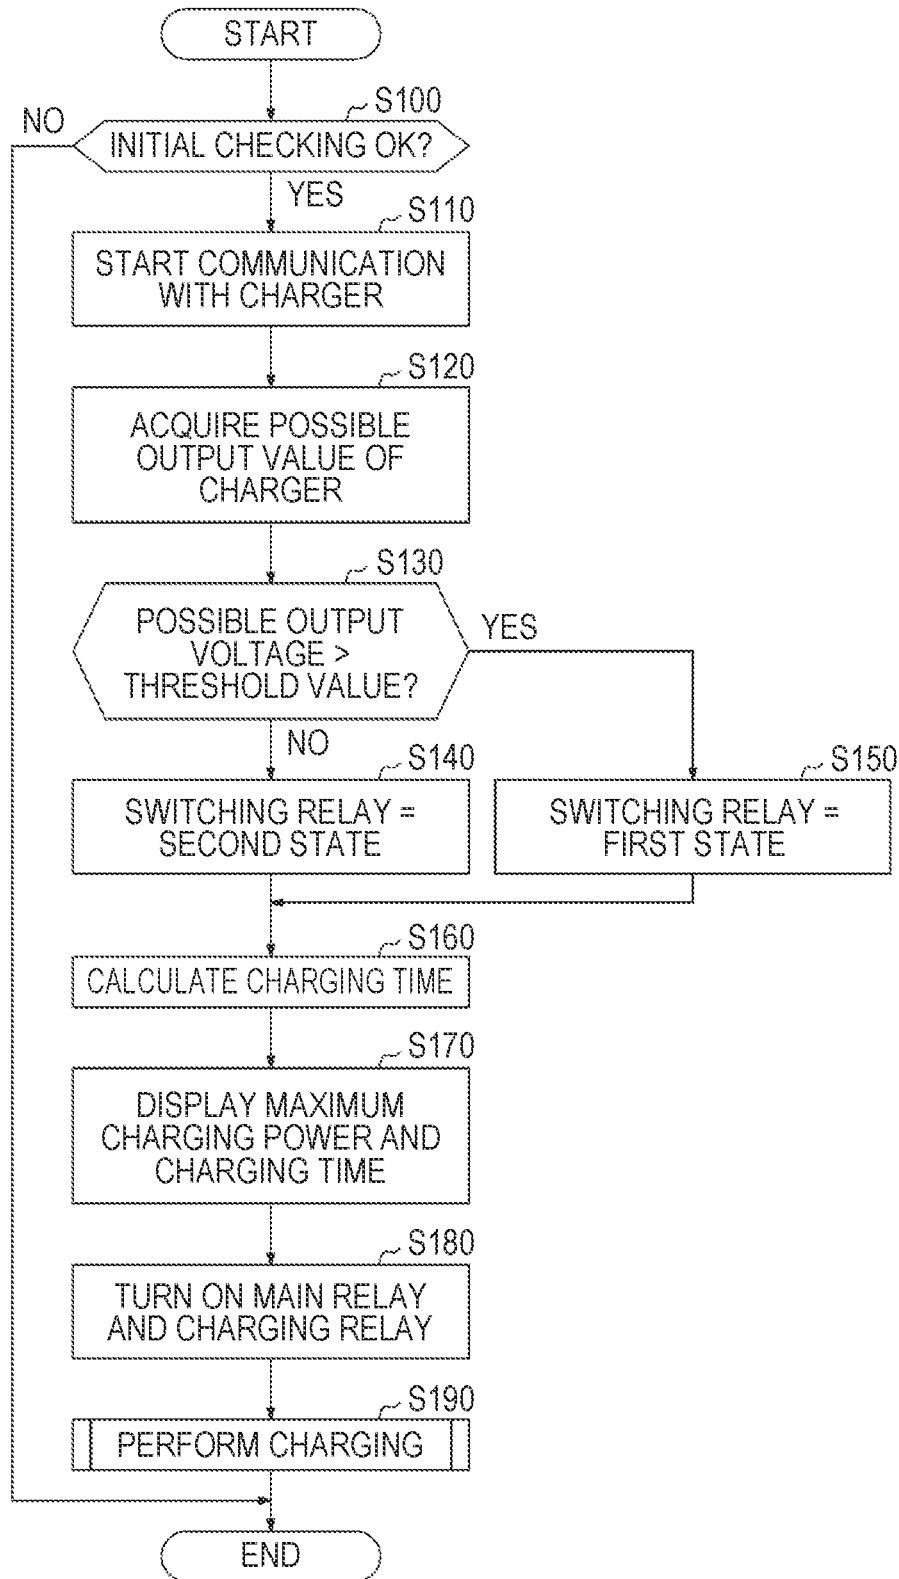 START
S100
NO
INITIAL CHECKING OK?
YES
S110
START COMMUNICATION
WITH CHARGER
S120
ACQUIRE POSSIBLE
OUTPUT VALUE OF
CHARGER
S130
POSSIBLE OUTPUT
VOLTAGE >
THRESHOLD VALUE?
YES
NO
S140
SWITCHING RELAY =
SECOND STATE
S150
SWITCHING RELAY =
FIRST STATE
S160
CALCULATE CHARGING TIME
S170
DISPLAY MAXIMUM
CHARGING POWER AND
CHARGING TIME
S180
TURN ON MAIN RELAY
AND CHARGING RELAY
S190
PERFORM CHARGING
END